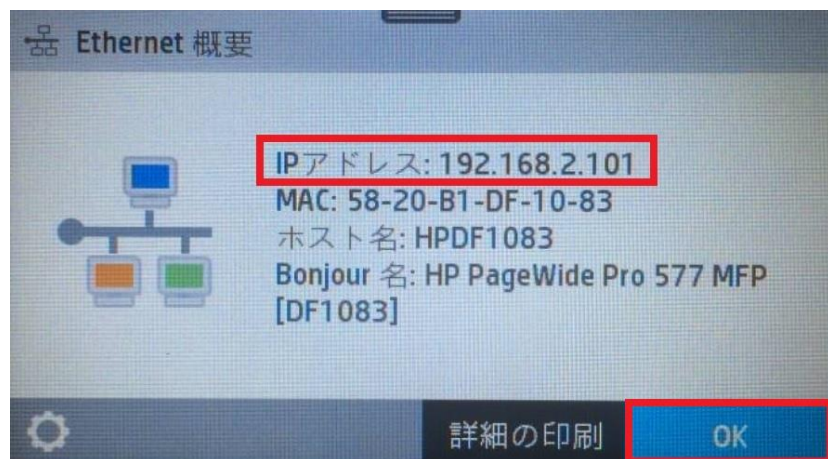 Ethernet 概要
IPアドレス: 192.168.2.101
MAC: 58-20-B1-DF-10-83
ホスト名: HPDF1083
Bonjour 名: HP PageWide Pro 577 MFP
[DF1083]
詳細の印刷
OK